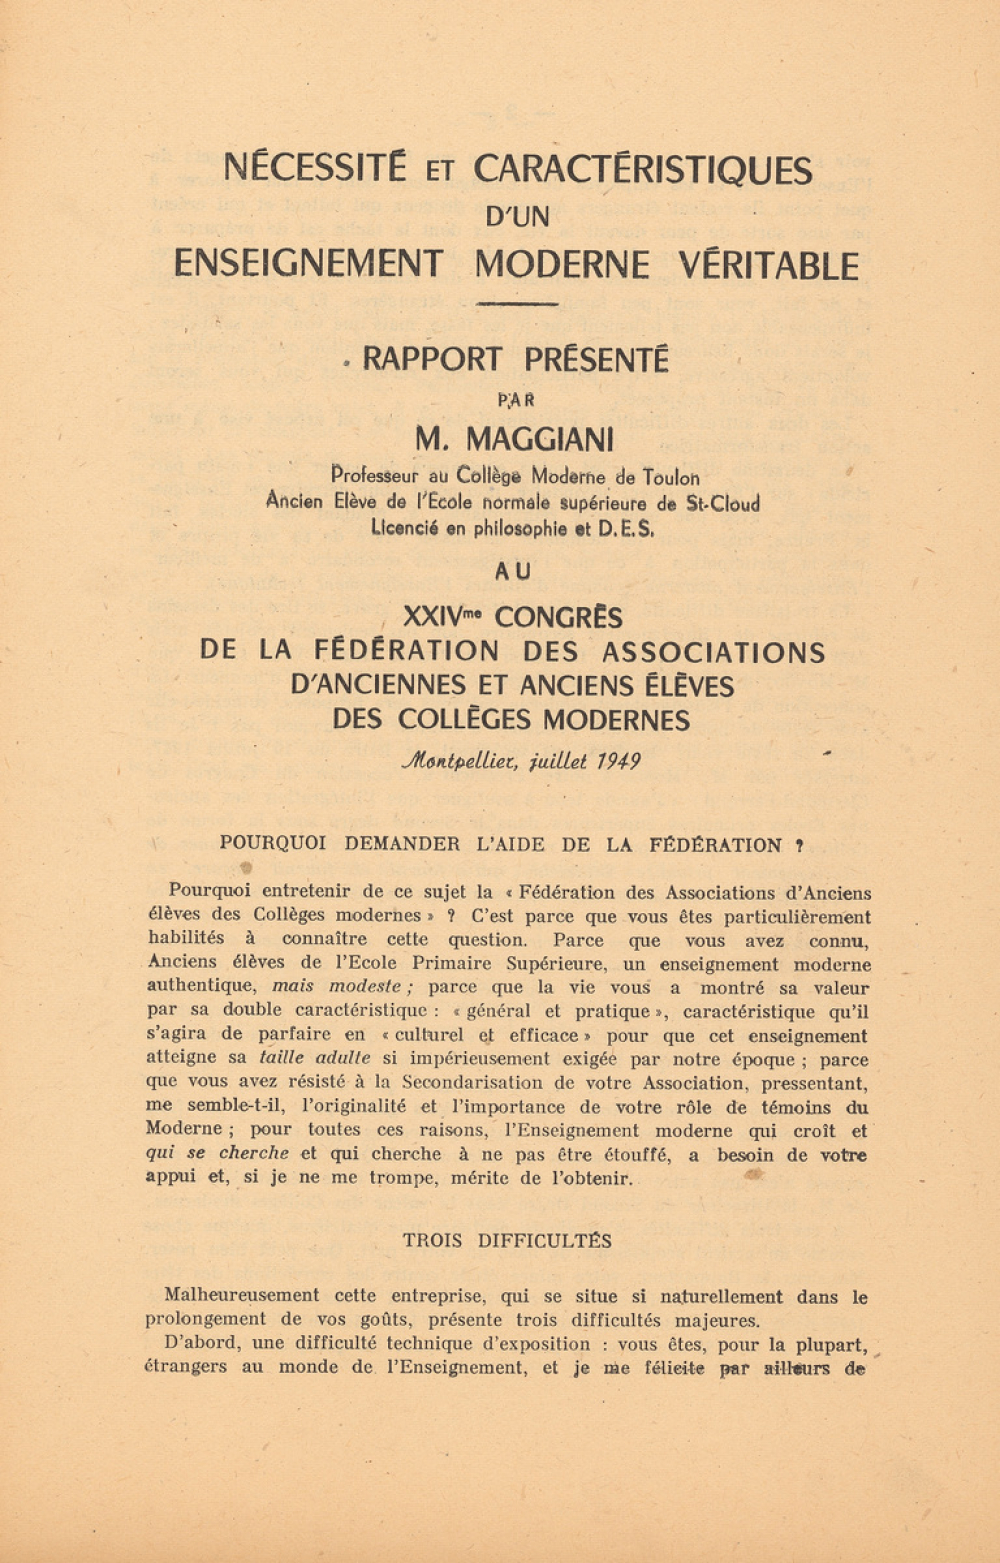 NÉCESSITÉ ET CARACTÉRISTIQUES
D'UN
ENSEIGNEMENT MODERNE VÉRITABLE
RAPPORT PRÉSENTÉ
PAR
M. MAGGIANI
Professeur au Collège Moderne de Toulon
Ancien Elève de l'Ecole normale supérieure de St-Cloud
Licencié en philosophie et D.E.S.
AU
XXIVme CONGRÈS
DE LA FÉDÉRATION DES ASSOCIATIONS
D'ANCIENNES ET ANCIENS ÉLÈVES
DES COLLÈGES MODERNES
Montpellier, juillet 1949
POURQUOI DEMANDER L'AIDE DE LA FÉDÉRATION ?
Pourquoi entretenir de ce sujet la « Fédération des Associations d'Anciens
élèves des Collèges modernes » ? C'est parce que vous êtes particulièrement
habilités à connaître cette question. Parce que vous avez connu,
Anciens élèves de l'Ecole Primaire Supérieure, un enseignement moderne
authentique, mais modeste ; parce que la vie vous a montré sa valeur
par sa double caractéristique : « général et pratique », caractéristique qu'il
s'agira de parfaire en « culturel et efficace » pour que cet enseignement
atteigne sa taille adulte si impérieusement exigée par notre époque ; parce
que vous avez résisté à la Secondarisation de votre Association, pressentant,
me semble-t-il, l'originalité et l'importance de votre rôle de témoins du
Moderne ; pour toutes ces raisons, l'Enseignement moderne qui croît et
qui se cherche et qui cherche à ne pas être étouffé, a besoin de votre
appui et, si je ne me trompe, mérite de l'obtenir.
TROIS DIFFICULTÉS
Malheureusement cette entreprise, qui se situe si naturellement dans le
prolongement de vos goûts, présente trois difficultés majeures.
D'abord, une difficulté technique d'exposition : vous êtes, pour la plupart,
étrangers au monde de l'Enseignement, et je me félicite par ailleurs de